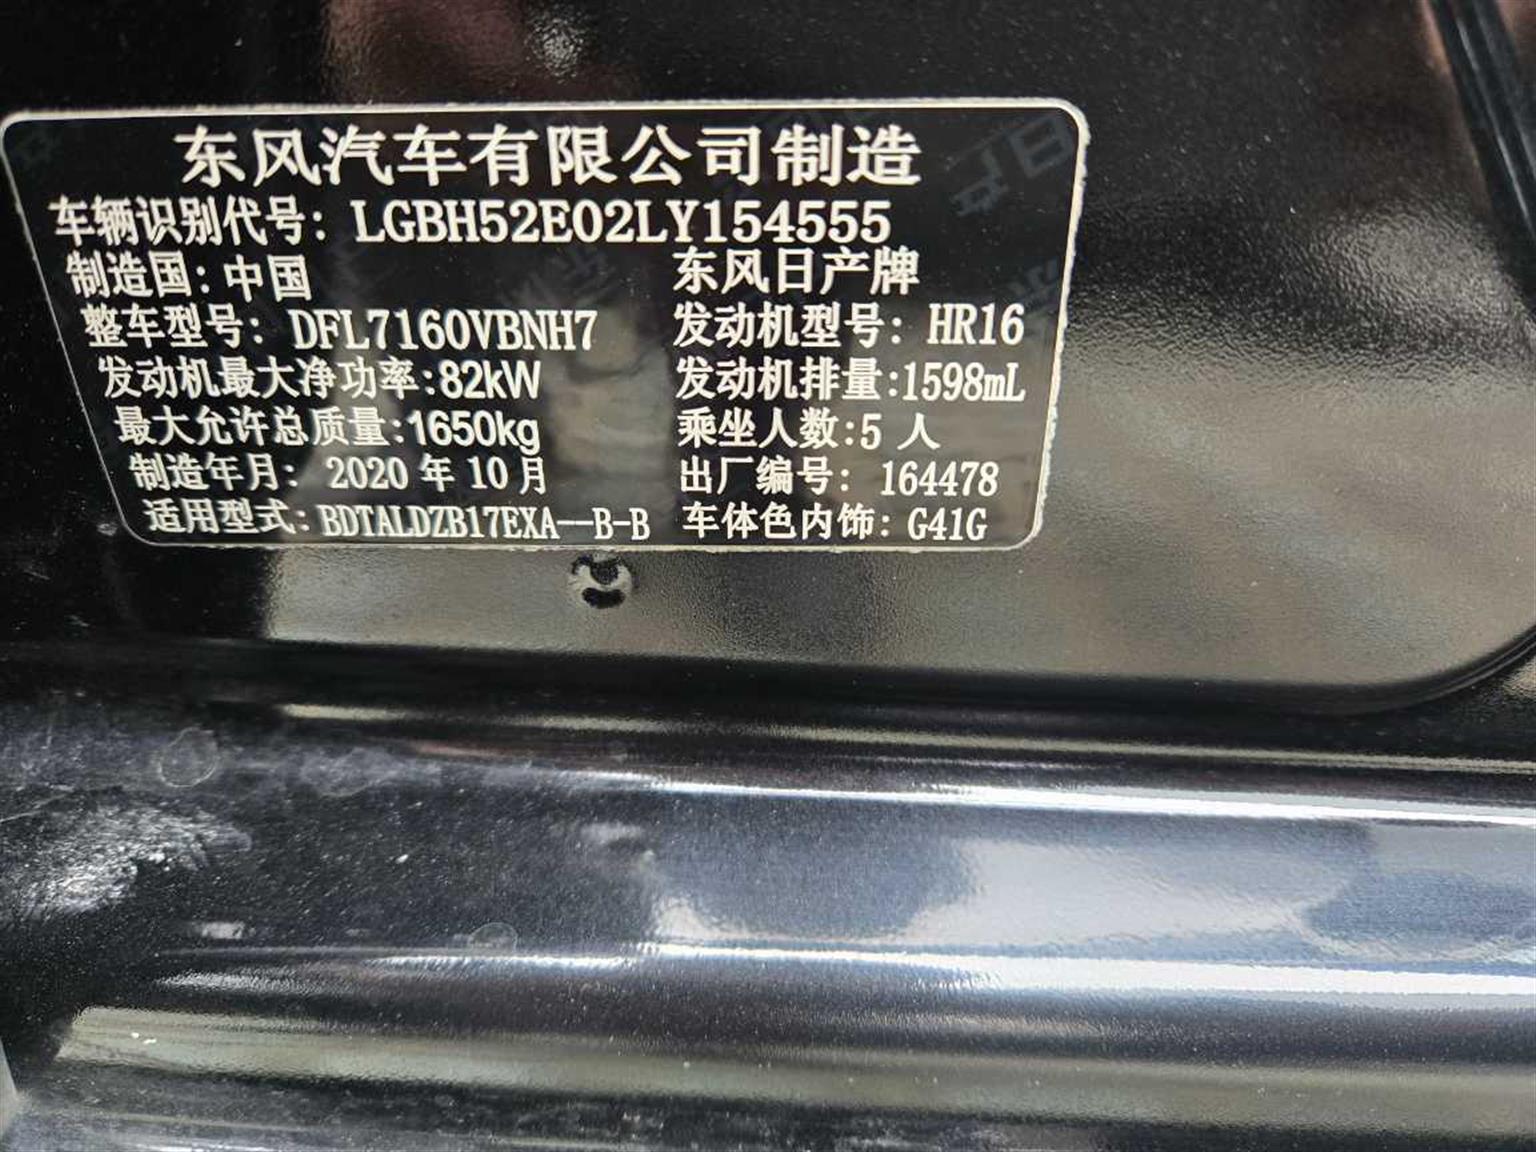 东风汽车有限公司制造
车辆识别代号：LGBH52E02LY154555
制造国：中国 东风日产牌
整车型号：DFL7160VBNH7 发动机型号：HR16
发动机最大净功率:82kW 发动机排量:1598mL
最大允许总质量:1650kg 乘坐人数:5 人
制造年月：2020 年 10 月 出厂编号：164478
适用型式：BDTALDZB17EXA--B-B 车体色内饰：G41G